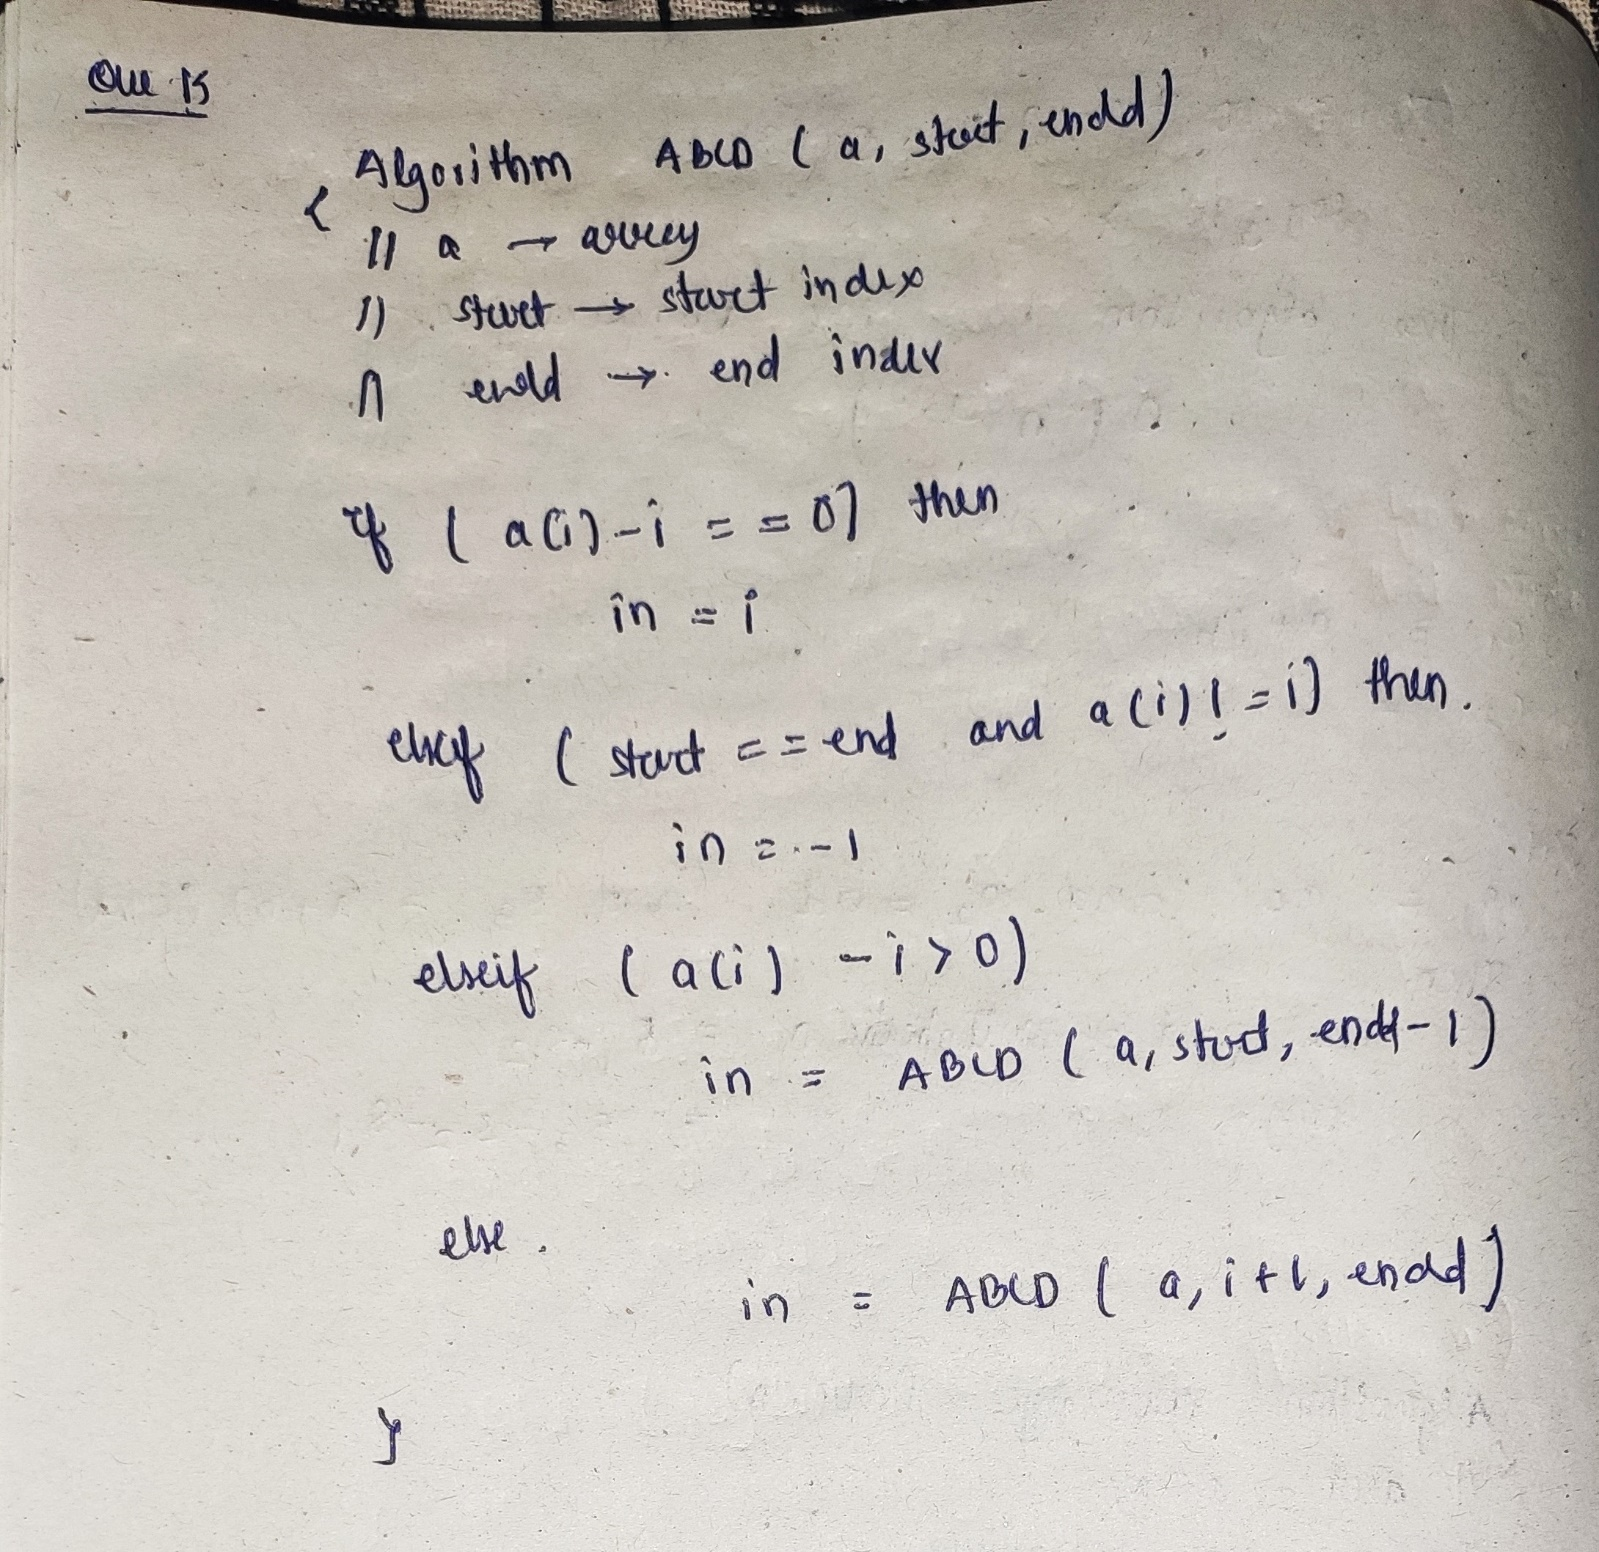 Que 15
Algorithm ABCD ( a, start, endd )
{
// a → array
// start → start index
// endd → end index
if ( a(i) - i == 0) then
in = i
elseif ( start == end and a(i) != i) then.
in = -1
elseif ( a(i) - i > 0)
in = ABCD ( a, start, endd-1)
else.
in = ABCD ( a, i+1, endd)
}